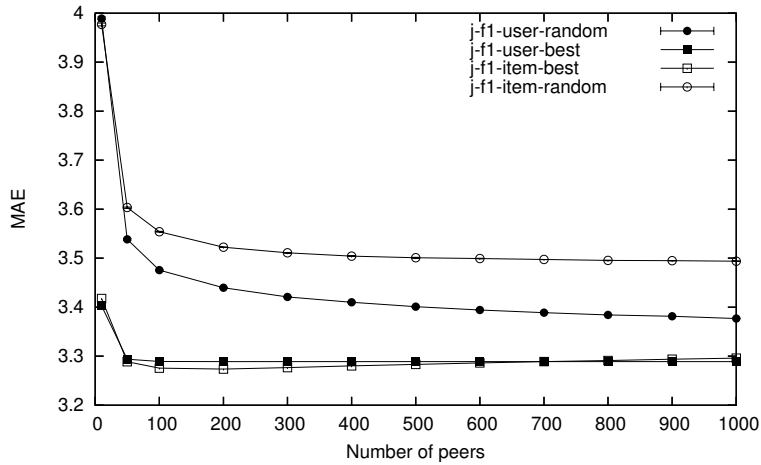 4
3.9
3.8
3.7
3.6
3.5
3.4
3.3
3.2
MAE
j-f1-user-random
j-f1-user-best
j-f1-item-best
j-f1-item-random
0 100 200 300 400 500 600 700 800 900 1000
Number of peers